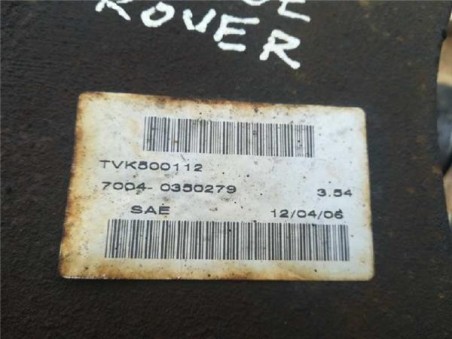 ROVER
TVK500112
7004 0350279 3.54
SAE 12/04/06